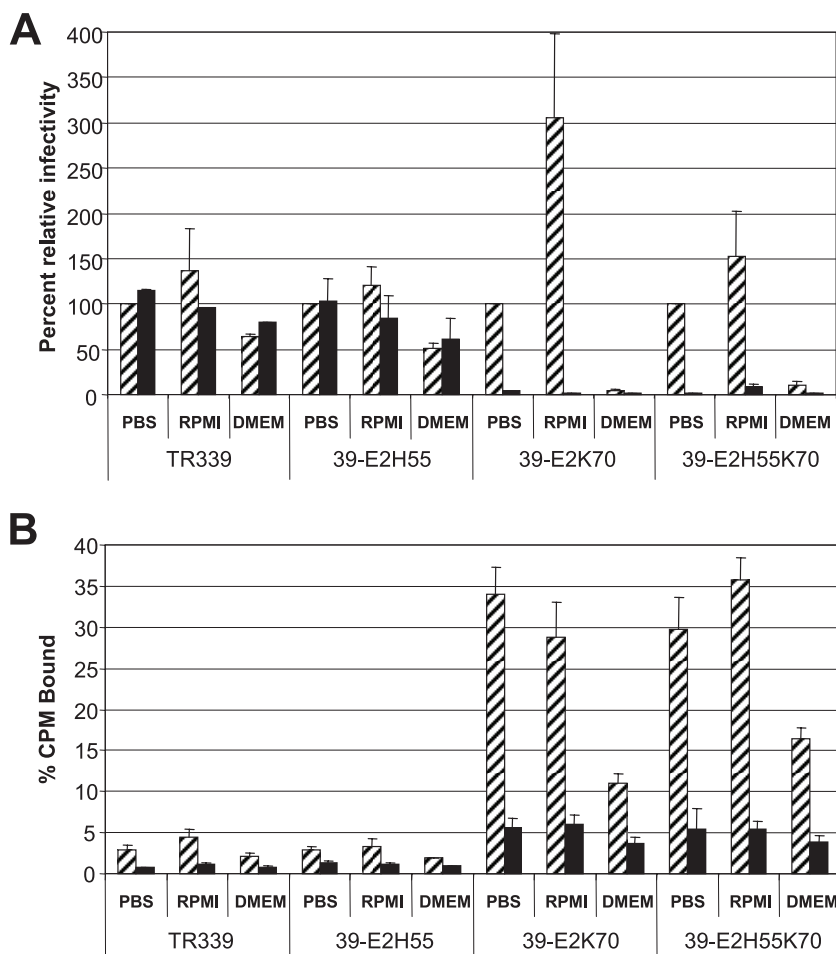 A
Percent relative infectivity
400
350
300
250
200
150
100
50
0
PBS RPMI DMEM PBS RPMI DMEM PBS RPMI DMEM PBS RPMI DMEM
TR339 39-E2H55 39-E2K70 39-E2H55K70
B
% CPM Bound
40
35
30
25
20
15
10
5
0
PBS RPMI DMEM PBS RPMI DMEM PBS RPMI DMEM PBS RPMI DMEM
TR339 39-E2H55 39-E2K70 39-E2H55K70